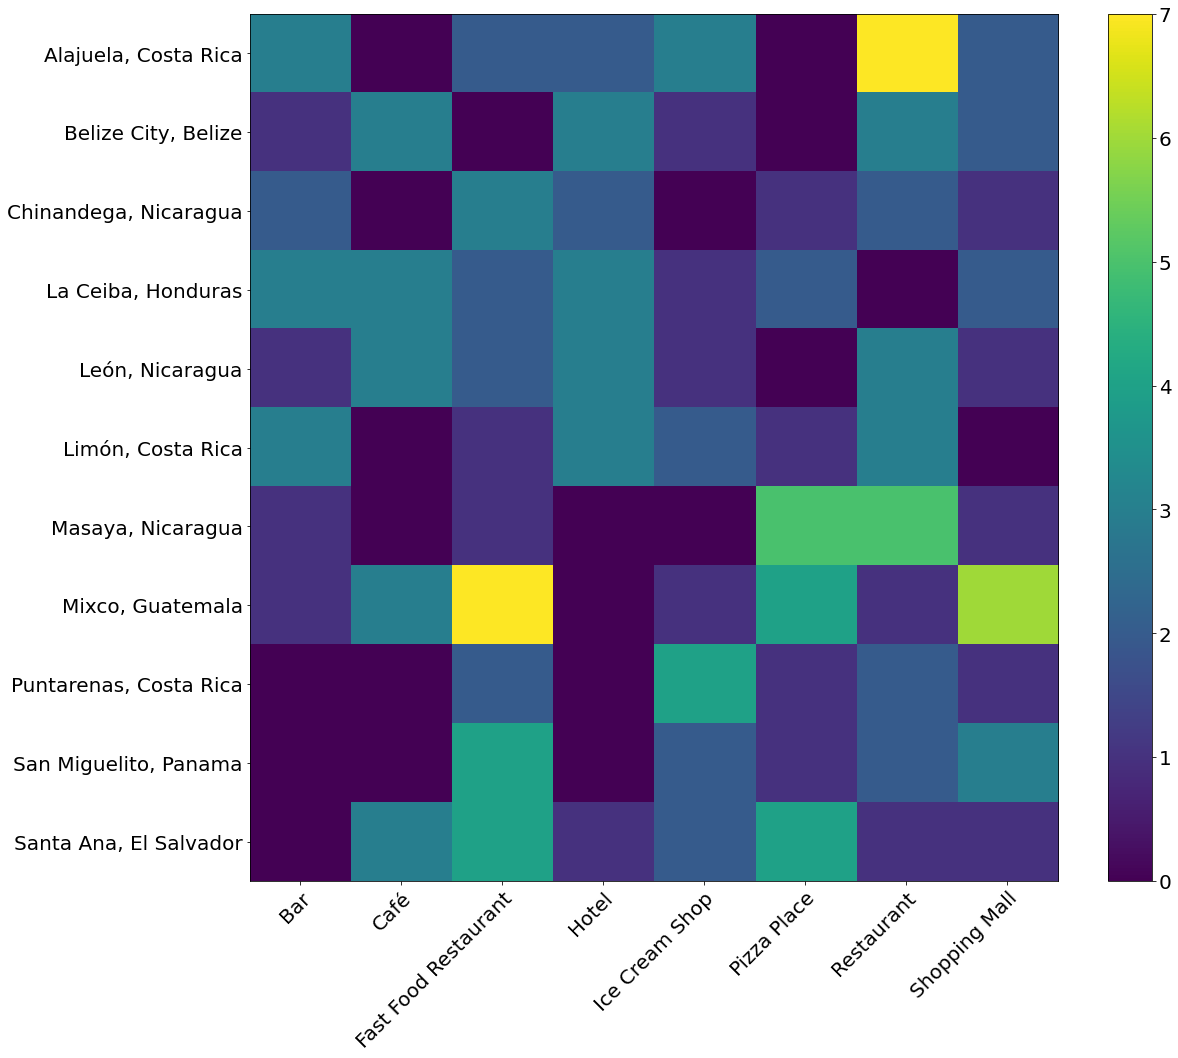 Alajuela, Costa Rica
Belize City, Belize
Chinandega, Nicaragua
La Ceiba, Honduras
León, Nicaragua
Limón, Costa Rica
Masaya, Nicaragua
Mixco, Guatemala
Puntarenas, Costa Rica
San Miguelito, Panama
Santa Ana, El Salvador
Bar
Café
Fast Food Restaurant
Hotel
Ice Cream Shop
Pizza Place
Restaurant
Shopping Mall
7
6
5
4
3
2
1
0